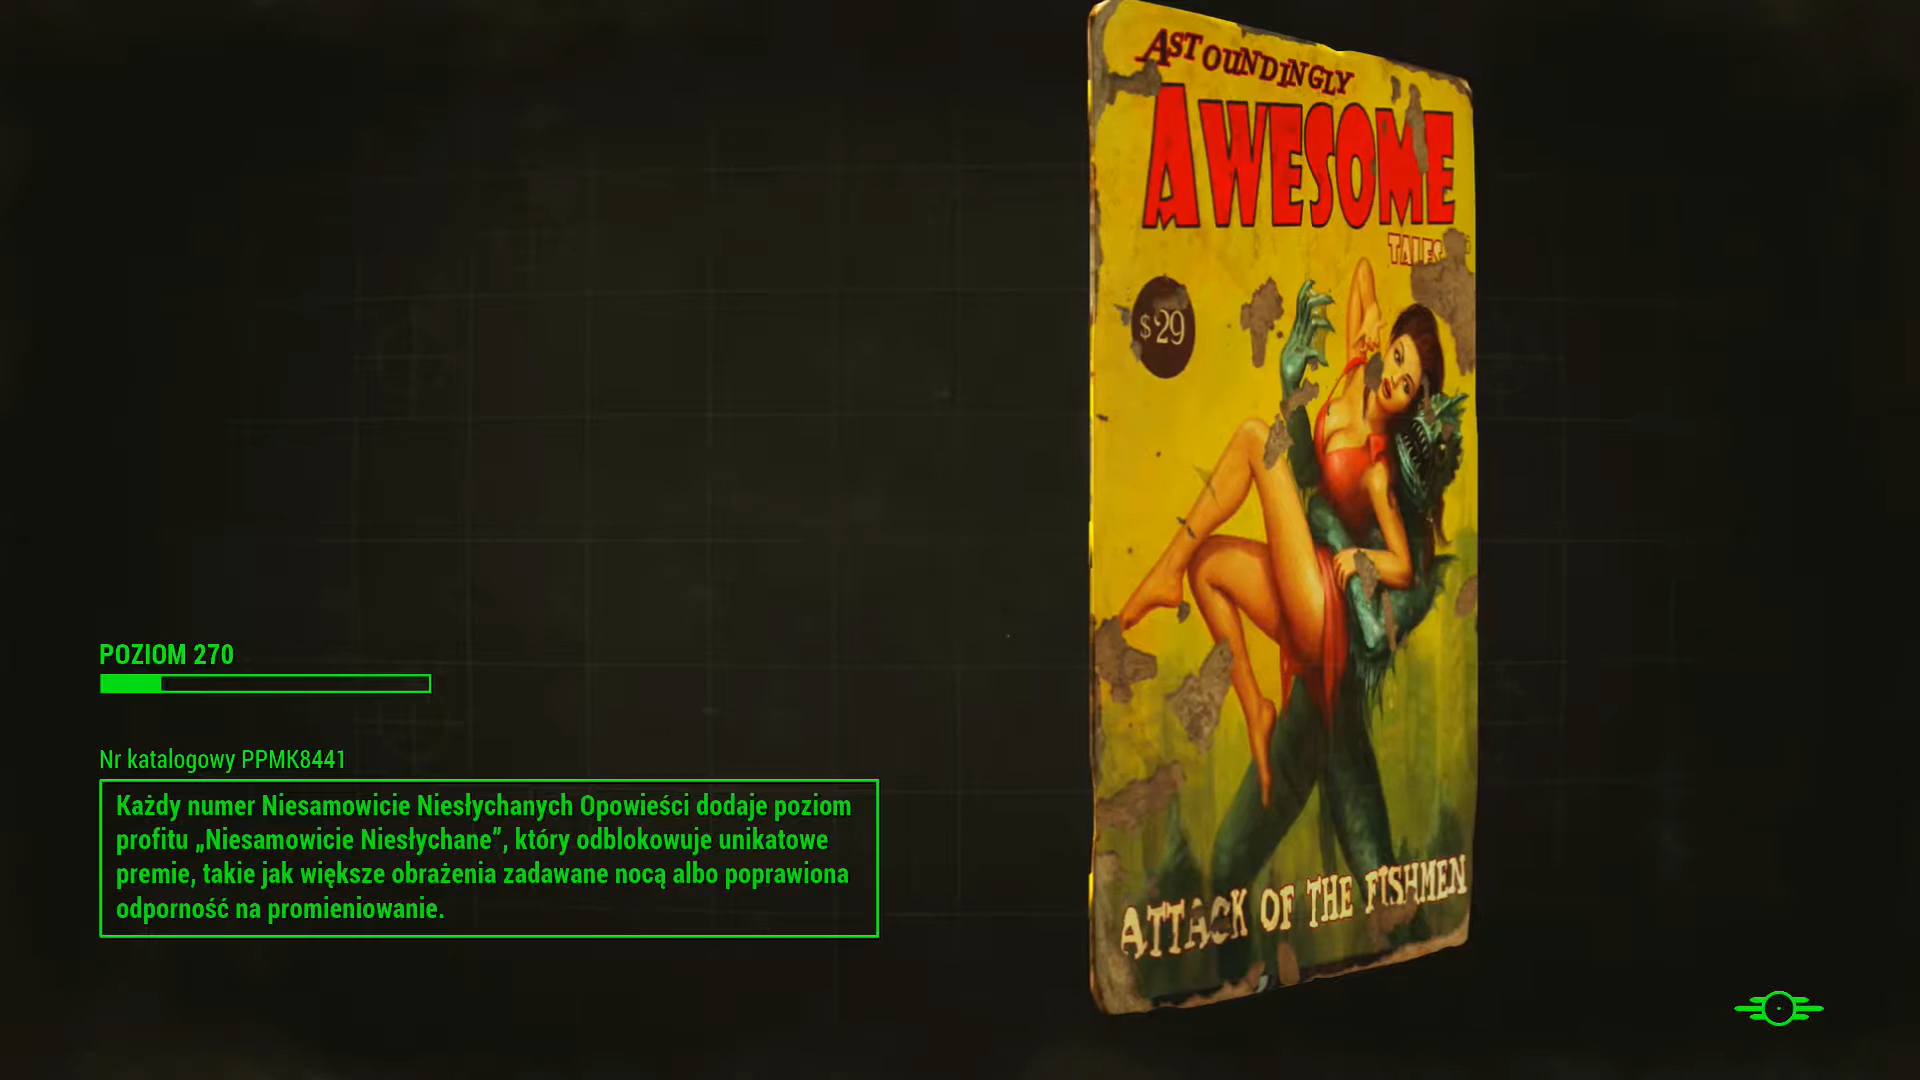 ASTOUNDINGLY
AWESOME
TALES
$29
ATTACK OF THE FISHMEN
POZIOM 270
Nr katalogowy PPMK8441
Każdy numer Niesamowicie Niesłychanych Opowieści dodaje poziom
profitu „Niesamowicie Niesłychane”, który odblokowuje unikatowe
premie, takie jak większe obrażenia zadawane nocą albo poprawiona
odporność na promieniowanie.